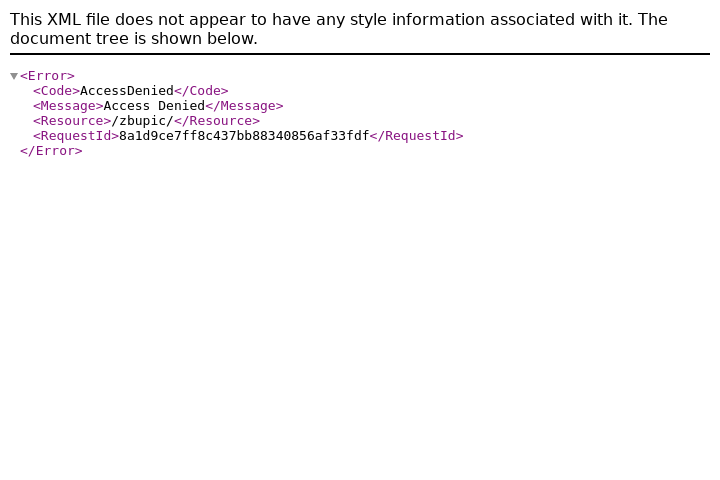 This XML file does not appear to have any style information associated with it. The
document tree is shown below.
<Error>
<Code>AccessDenied</Code>
<Message>Access Denied</Message>
<Resource>/zbupic/</Resource>
<RequestId>8a1d9ce7ff8c437bb88340856af33fdf</RequestId>
</Error>